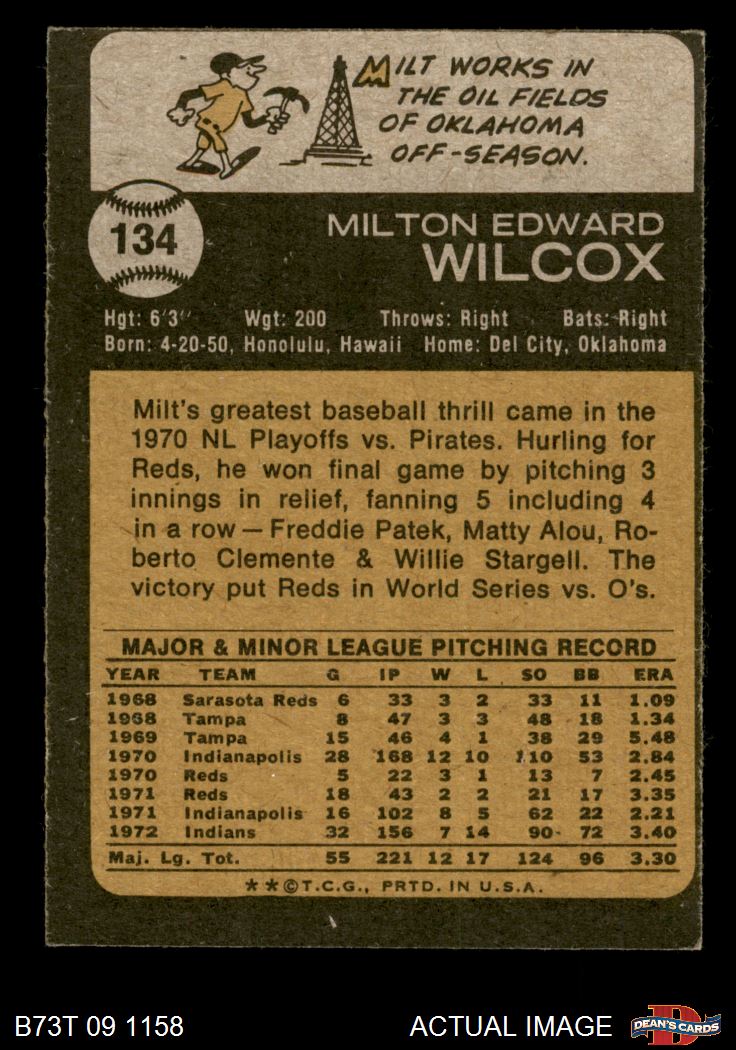 MILT WORKS IN
THE OIL FIELDS
OF OKLAHOMA
OFF-SEASON.
134
MILTON EDWARD
WILCOX
Hgt: 6'3" Wgt: 200 Throws: Right Bats: Right
Born: 4-20-50, Honolulu, Hawaii Home: Del City, Oklahoma
Milt's greatest baseball thrill came in the
1970 NL Playoffs vs. Pirates. Hurling for
Reds, he won final game by pitching 3
innings in relief, fanning 5 including 4
in a row — Freddie Patek, Matty Alou, Ro-
berto Clemente & Willie Stargell. The
victory put Reds in World Series vs. O's.
MAJOR & MINOR LEAGUE PITCHING RECORD
YEAR TEAM G IP W L SO BB ERA
1968 Sarasota Reds 6 33 3 2 33 11 1.09
1968 Tampa 8 47 3 3 48 18 1.34
1969 Tampa 15 46 4 1 38 29 5.48
1970 Indianapolis 28 168 12 10 110 53 2.84
1970 Reds 5 22 3 1 13 7 2.45
1971 Reds 18 43 2 2 21 17 3.35
1971 Indianapolis 16 102 8 5 62 22 2.21
1972 Indians 32 156 7 14 90 72 3.40
Maj. Lg. Tot. 55 221 12 17 124 96 3.30
**©T.C.G., PRTD. IN U.S.A.
B73T 09 1158 ACTUAL IMAGE D DEAN'S CARDS